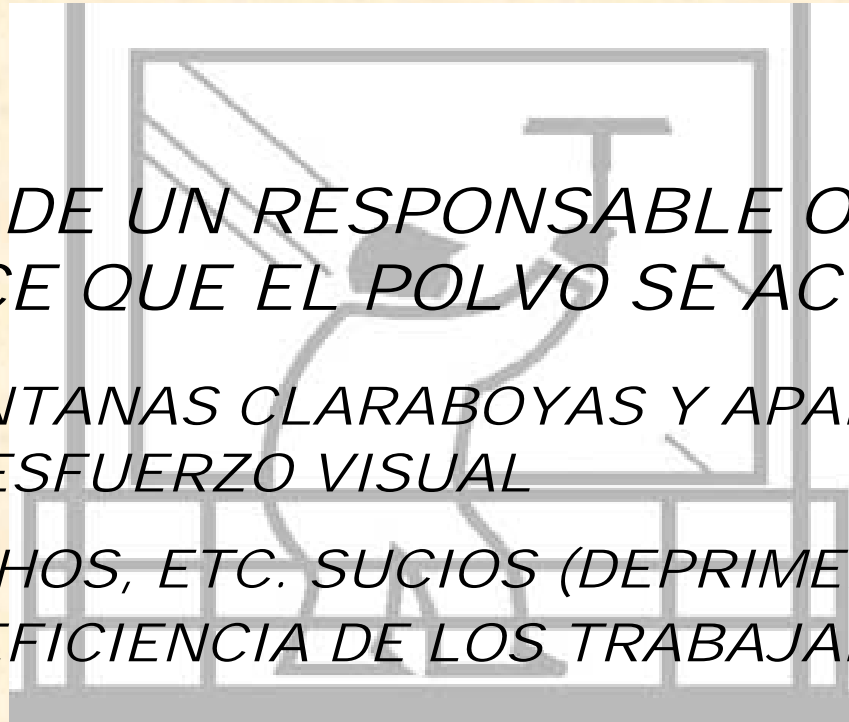 DE UN RESPONSABLE O
CE QUE EL POLVO SE AC
NTANAS CLARABOYAS Y APA
ESFUERZO VISUAL
HOS, ETC. SUCIOS (DEPRIME
EFICIENCIA DE LOS TRABAJA